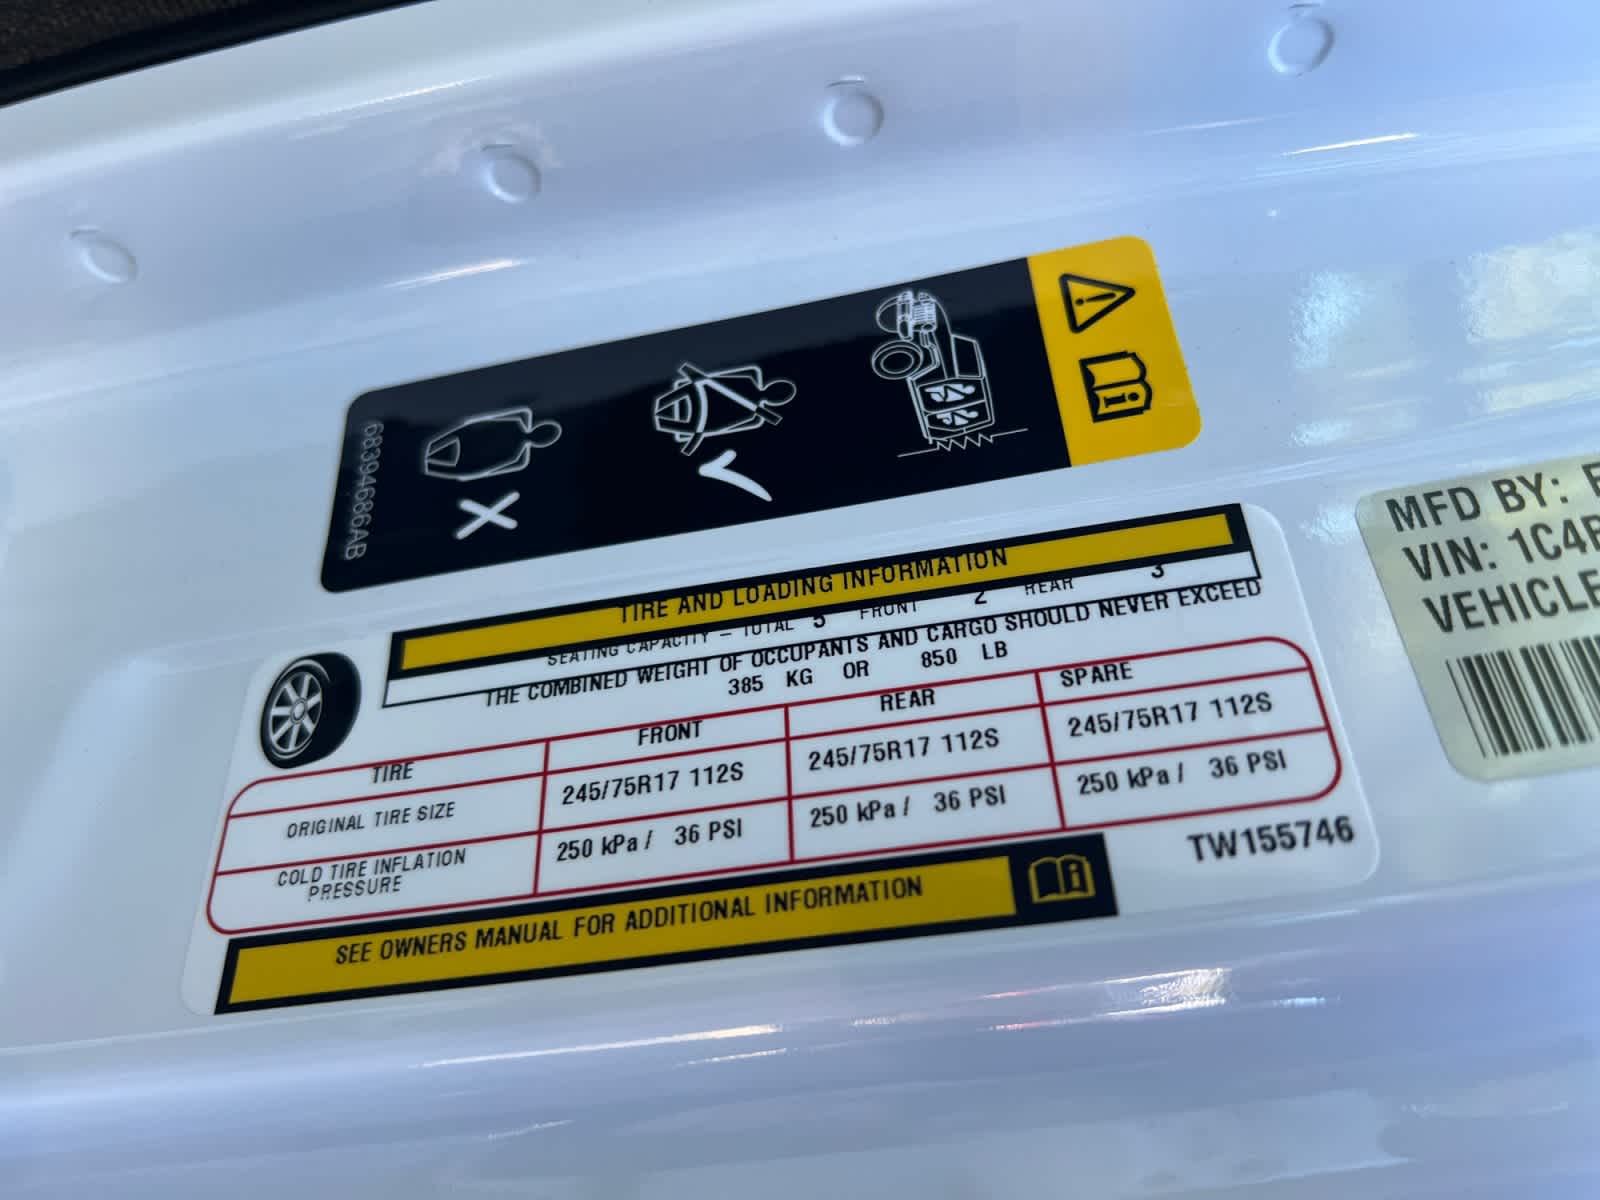 68394686AB
TIRE AND LOADING INFORMATION
SEATING CAPACITY – TOTAL 5 FRONT 2 REAR 3
THE COMBINED WEIGHT OF OCCUPANTS AND CARGO SHOULD NEVER EXCEED
385 KG OR 850 LB
TIRE FRONT REAR SPARE
ORIGINAL TIRE SIZE 245/75R17 112S 245/75R17 112S 245/75R17 112S
COLD TIRE INFLATION
PRESSURE 250 kPa / 36 PSI 250 kPa / 36 PSI 250 kPa / 36 PSI
SEE OWNERS MANUAL FOR ADDITIONAL INFORMATION
TW155746
MFD BY:
VIN: 1C4
VEHICLE